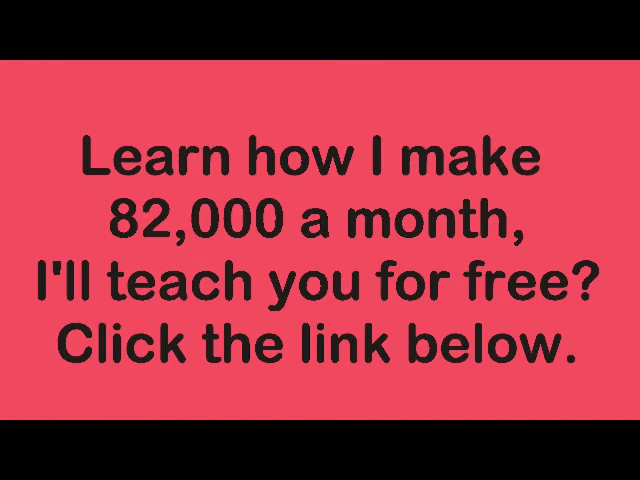 Learn how I make
82,000 a month,
I'll teach you for free?
Click the link below.